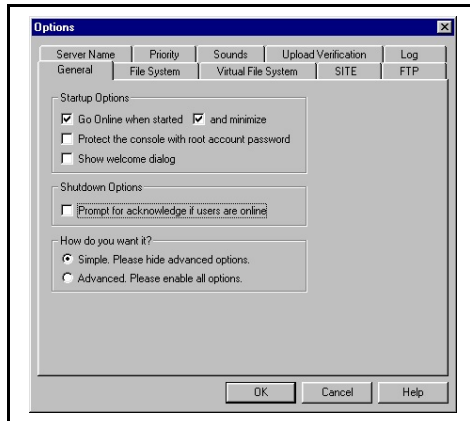 Options
Server Name Priority Sounds Upload Verification Log
General File System Virtual File System SITE FTP
Startup Options
Go Online when started and minimize
Protect the console with root account password
Show welcome dialog
Shutdown Options
Prompt for acknowledge if users are online
How do you want it?
Simple. Please hide advanced options.
Advanced. Please enable all options.
OK Cancel Help